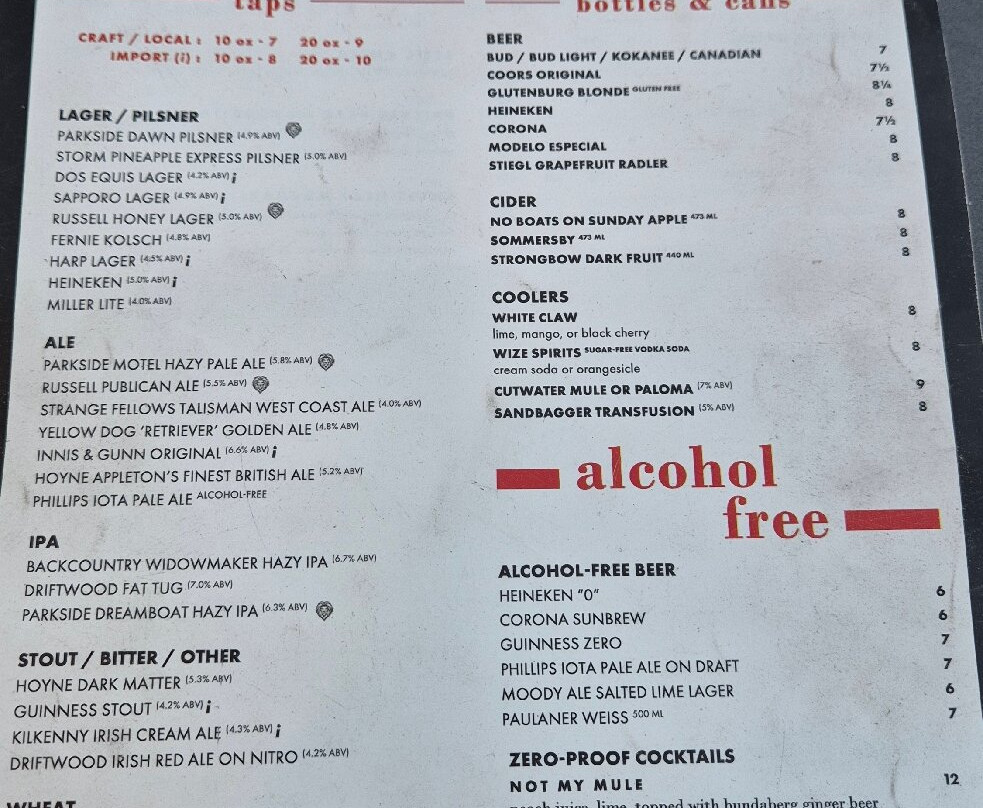 taps
CRAFT / LOCAL : 10 oz - 7 20 oz - 9
IMPORT (i) : 10 oz - 8 20 oz - 10
LAGER / PILSNER
PARKSIDE DAWN PILSNER (4.9% ABV)
STORM PINEAPPLE EXPRESS PILSNER (5.0% ABV)
DOS EQUIS LAGER (4.2% ABV) i
SAPPORO LAGER (4.9% ABV) i
RUSSELL HONEY LAGER (5.0% ABV)
FERNIE KOLSCH (4.8% ABV)
HARP LAGER (4.5% ABV) i
HEINEKEN (5.0% ABV) i
MILLER LITE (4.0% ABV)
ALE
PARKSIDE MOTEL HAZY PALE ALE (5.8% ABV)
RUSSELL PUBLICAN ALE (5.5% ABV)
STRANGE FELLOWS TALISMAN WEST COAST ALE (4.0% ABV)
YELLOW DOG 'RETRIEVER' GOLDEN ALE (4.8% ABV)
INNIS & GUNN ORIGINAL (6.6% ABV) i
HOYNE APPLETON'S FINEST BRITISH ALE (5.2% ABV)
PHILLIPS IOTA PALE ALE ALCOHOL-FREE
IPA
BACKCOUNTRY WIDOWMAKER HAZY IPA (6.7% ABV)
DRIFTWOOD FAT TUG (7.0% ABV)
PARKSIDE DREAMBOAT HAZY IPA (6.3% ABV)
STOUT / BITTER / OTHER
HOYNE DARK MATTER (5.3% ABV)
GUINNESS STOUT (4.2% ABV) i
KILKENNY IRISH CREAM ALE (4.3% ABV) i
DRIFTWOOD IRISH RED ALE ON NITRO (4.2% ABV)
WHEAT
bottles & cans
BEER
BUD / BUD LIGHT / KOKANEE / CANADIAN 7
COORS ORIGINAL 7½
GLUTENBURG BLONDE GLUTEN FREE 8¼
HEINEKEN 8
CORONA 7½
MODELO ESPECIAL 8
STIEGL GRAPEFRUIT RADLER 8
CIDER
NO BOATS ON SUNDAY APPLE 473 ML 8
SOMMERSBY 473 ML 8
STRONGBOW DARK FRUIT 440 ML 8
COOLERS
WHITE CLAW 8
lime, mango, or black cherry
WIZE SPIRITS SUGAR-FREE VODKA SODA 8
cream soda or orangesicle
CUTWATER MULE OR PALOMA (7% ABV) 9
SANDBAGGER TRANSFUSION (5% ABV) 8
alcohol
free
ALCOHOL-FREE BEER
HEINEKEN "0" 6
CORONA SUNBREW 6
GUINNESS ZERO 7
PHILLIPS IOTA PALE ALE ON DRAFT 7
MOODY ALE SALTED LIME LAGER 6
PAULANER WEISS 500 ML 7
ZERO-PROOF COCKTAILS
NOT MY MULE 12
peach juice, lime, topped with bundaberg ginger beer